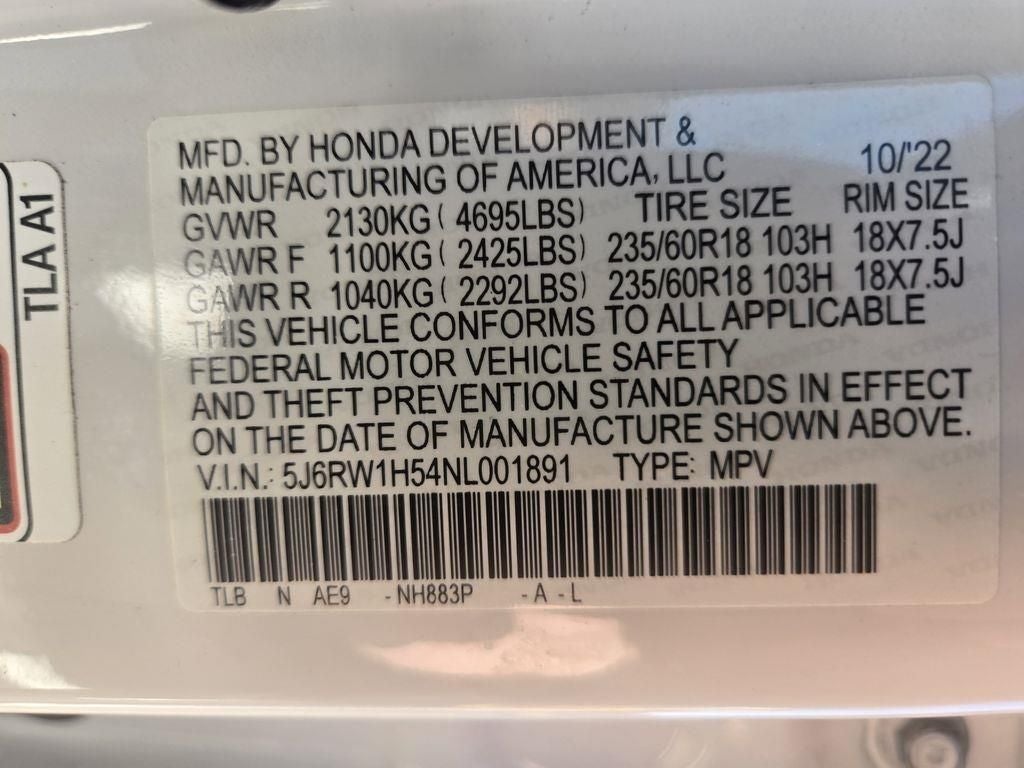 MFD. BY HONDA DEVELOPMENT &
MANUFACTURING OF AMERICA, LLC 10/'22
GVWR 2130KG ( 4695LBS) TIRE SIZE RIM SIZE
GAWR F 1100KG ( 2425LBS) 235/60R18 103H 18X7.5J
GAWR R 1040KG ( 2292LBS) 235/60R18 103H 18X7.5J
THIS VEHICLE CONFORMS TO ALL APPLICABLE
FEDERAL MOTOR VEHICLE SAFETY
AND THEFT PREVENTION STANDARDS IN EFFECT
ON THE DATE OF MANUFACTURE SHOWN ABOVE.
V.I.N.: 5J6RW1H54NL001891 TYPE: MPV
TLB N AE9 -NH883P -A -L
TLA A1